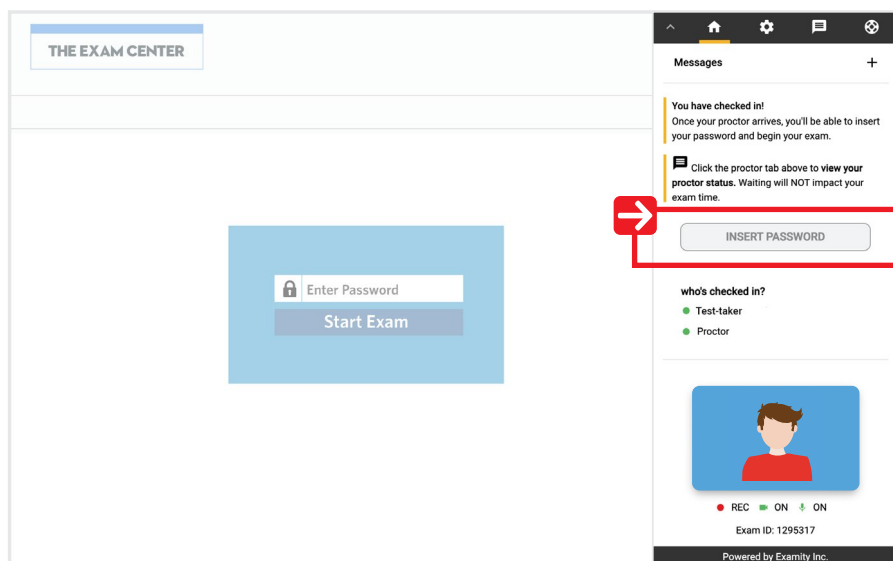 THE EXAM CENTER
Enter Password
Start Exam
Messages
You have checked in!
Once your proctor arrives, you'll be able to insert
your password and begin your exam.
Click the proctor tab above to view your
proctor status. Waiting will NOT impact your
exam time.
INSERT PASSWORD
who's checked in?
Test-taker
Proctor
REC ON ON
Exam ID: 1295317
Powered by Examity Inc.